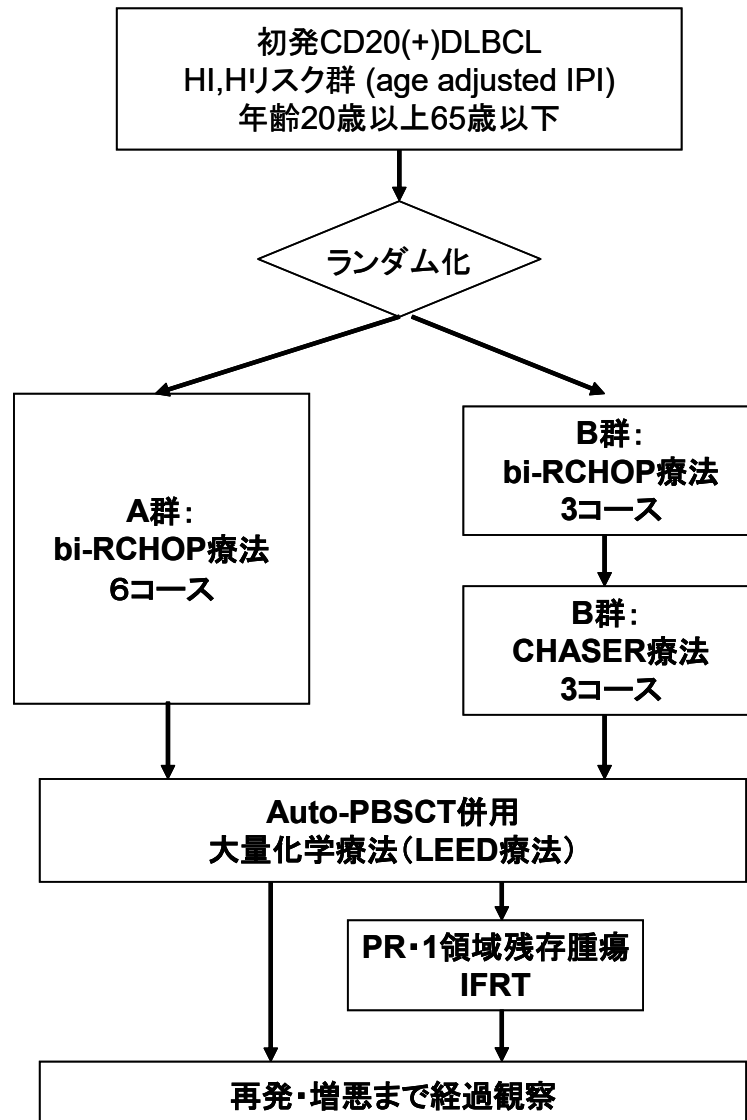 初発CD20(+)DLBCL
HI,Hリスク群 (age adjusted IPI)
年齢20歳以上65歳以下
ランダム化
A群：
bi-RCHOP療法
６コース
B群：
bi-RCHOP療法
3コース
B群：
CHASER療法
3コース
Auto-PBSCT併用
大量化学療法（LEED療法）
PR・1領域残存腫瘍
IFRT
再発・増悪まで経過観察